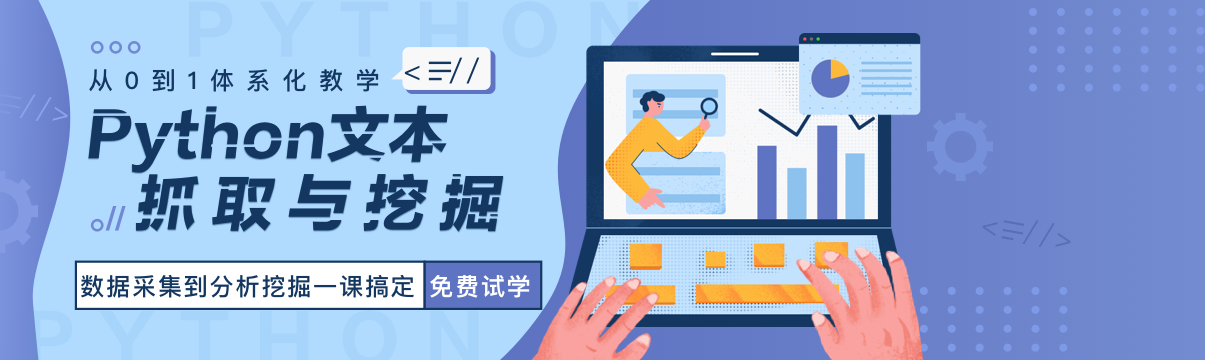 PYTHON
从0到1体系化教学
<≡//
Python文本
抓取与挖掘
//
数据采集到分析挖掘一课搞定 免费试学
<≡//>
<≡//>
PYTHON